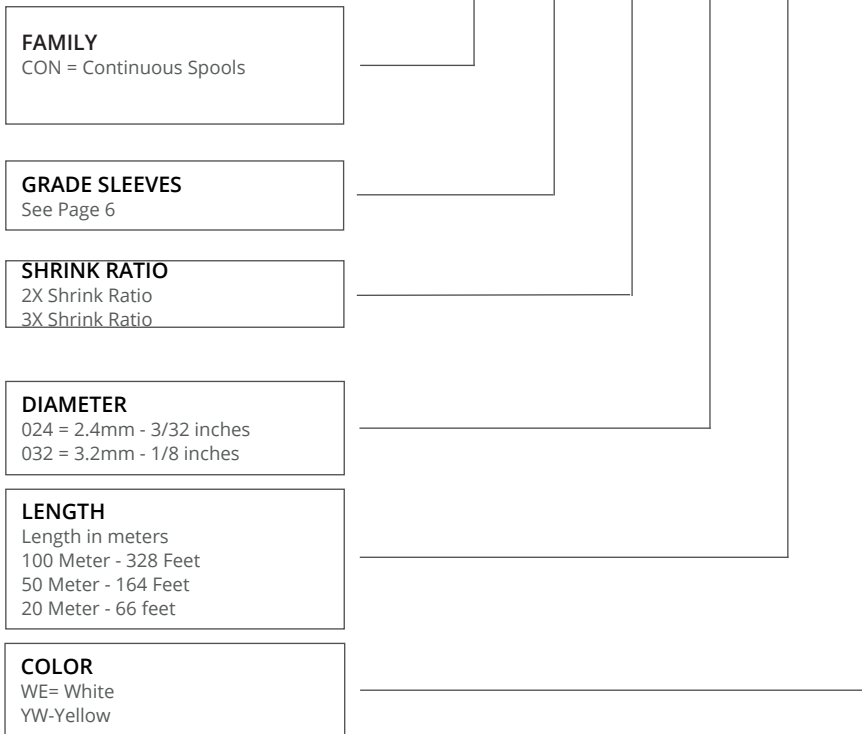 FAMILY
CON = Continuous Spools
GRADE SLEEVES
See Page 6
SHRINK RATIO
2X Shrink Ratio
3X Shrink Ratio
DIAMETER
024 = 2.4mm - 3/32 inches
032 = 3.2mm - 1/8 inches
LENGTH
Length in meters
100 Meter - 328 Feet
50 Meter - 164 Feet
20 Meter - 66 feet
COLOR
WE= White
YW-Yellow